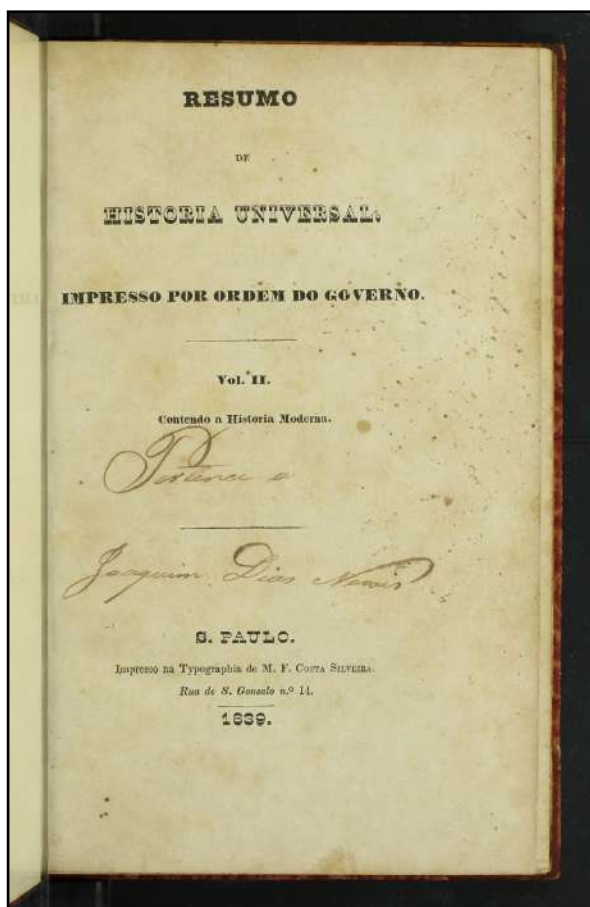 RESUMO
DE
HISTORIA UNIVERSAL:
IMPRESSO POR ORDEM DO GOVERNO.
Vol. II.
Contendo a Historia Moderna.
Pertence a
Joaquim Dias
S. PAULO.
Impresso na Typographia de M. F. COSTA SILVEIRA.
Rua de S. Gonsalo n.º 14.
1839.